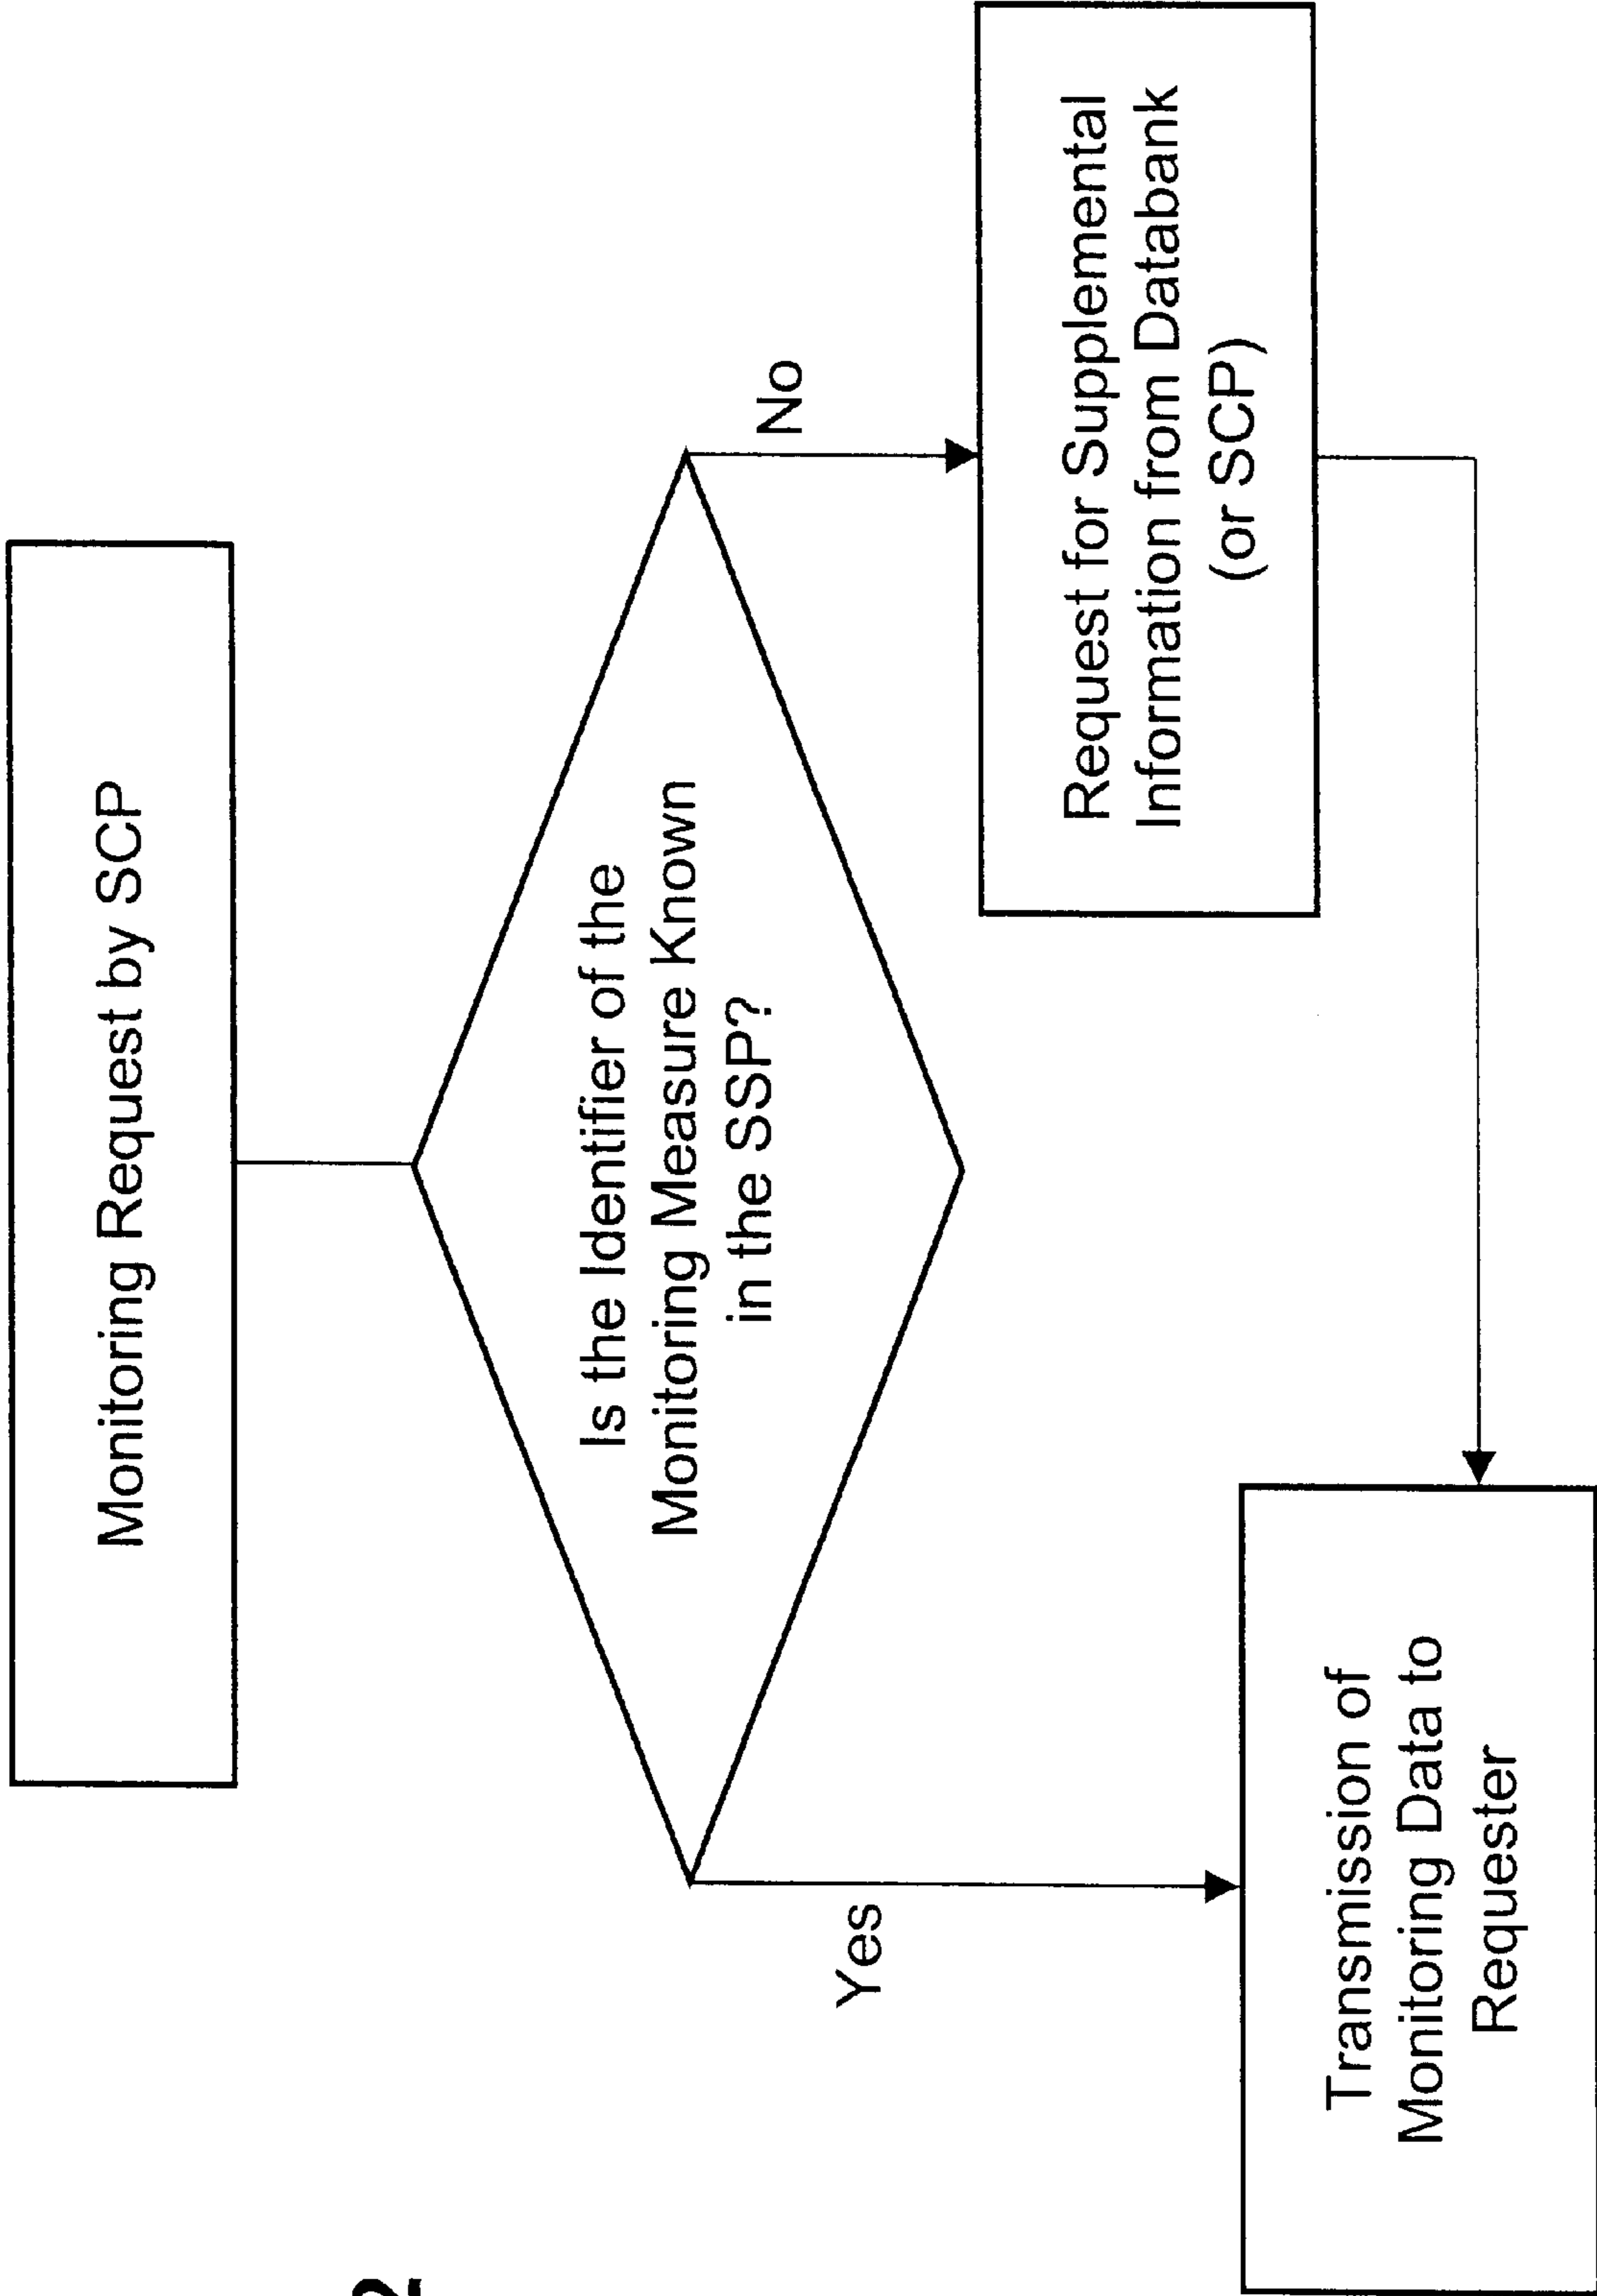 Monitoring Request by SCP
Is the Identifier of the
Monitoring Measure Known
in the SSP?
No
Yes
Request for Supplemental
Information from Databank
(or SCP)
Transmission of
Monitoring Data to
Requester
2